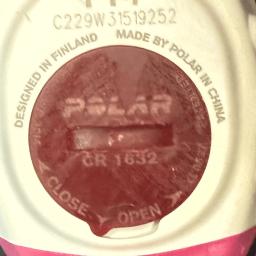 C229W31519252
DESIGNED IN FINLAND
MADE BY POLAR IN CHINA
POLAR
CR 1632
CLOSE
OPEN